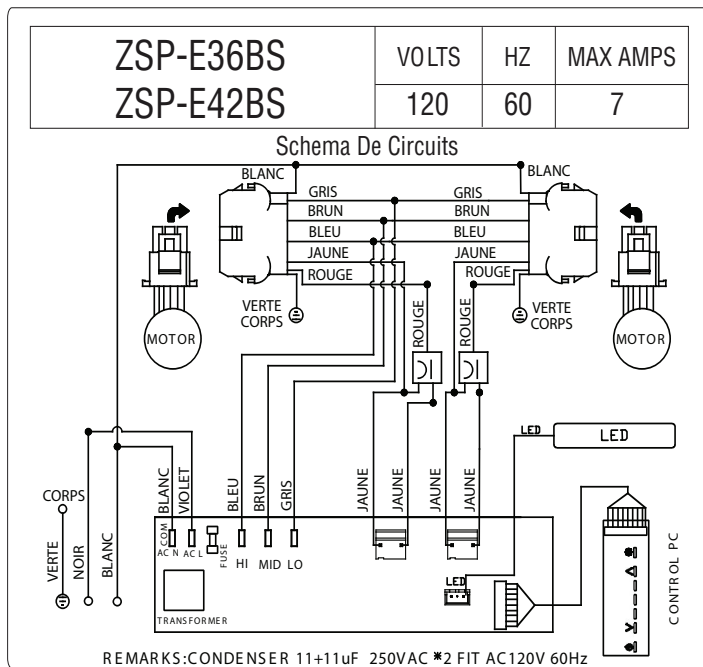 ZSP-E36BS
ZSP-E42BS
VOLTS HZ MAX AMPS
120 60 7
Schema De Circuits
BLANC BLANC
GRIS GRIS
BRUN BRUN
BLEU BLEU
JAUNE JAUNE
ROUGE ROUGE
VERTE CORPS
VERTE CORPS
MOTOR
MOTOR
ROUGE
ROUGE
LED
LED
CORPS
VERTE
NOIR
BLANC
BLANC
VIOLET
BLEU
BRUN
GRIS
JAUNE
JAUNE
JAUNE
JAUNE
COM
AC N
AC L
FUSE
HI MID LO
LED
TRANSFORMER
CONTROL PC
REMARKS:CONDENSER 11+11uF 250VAC *2 FIT AC120V 60Hz